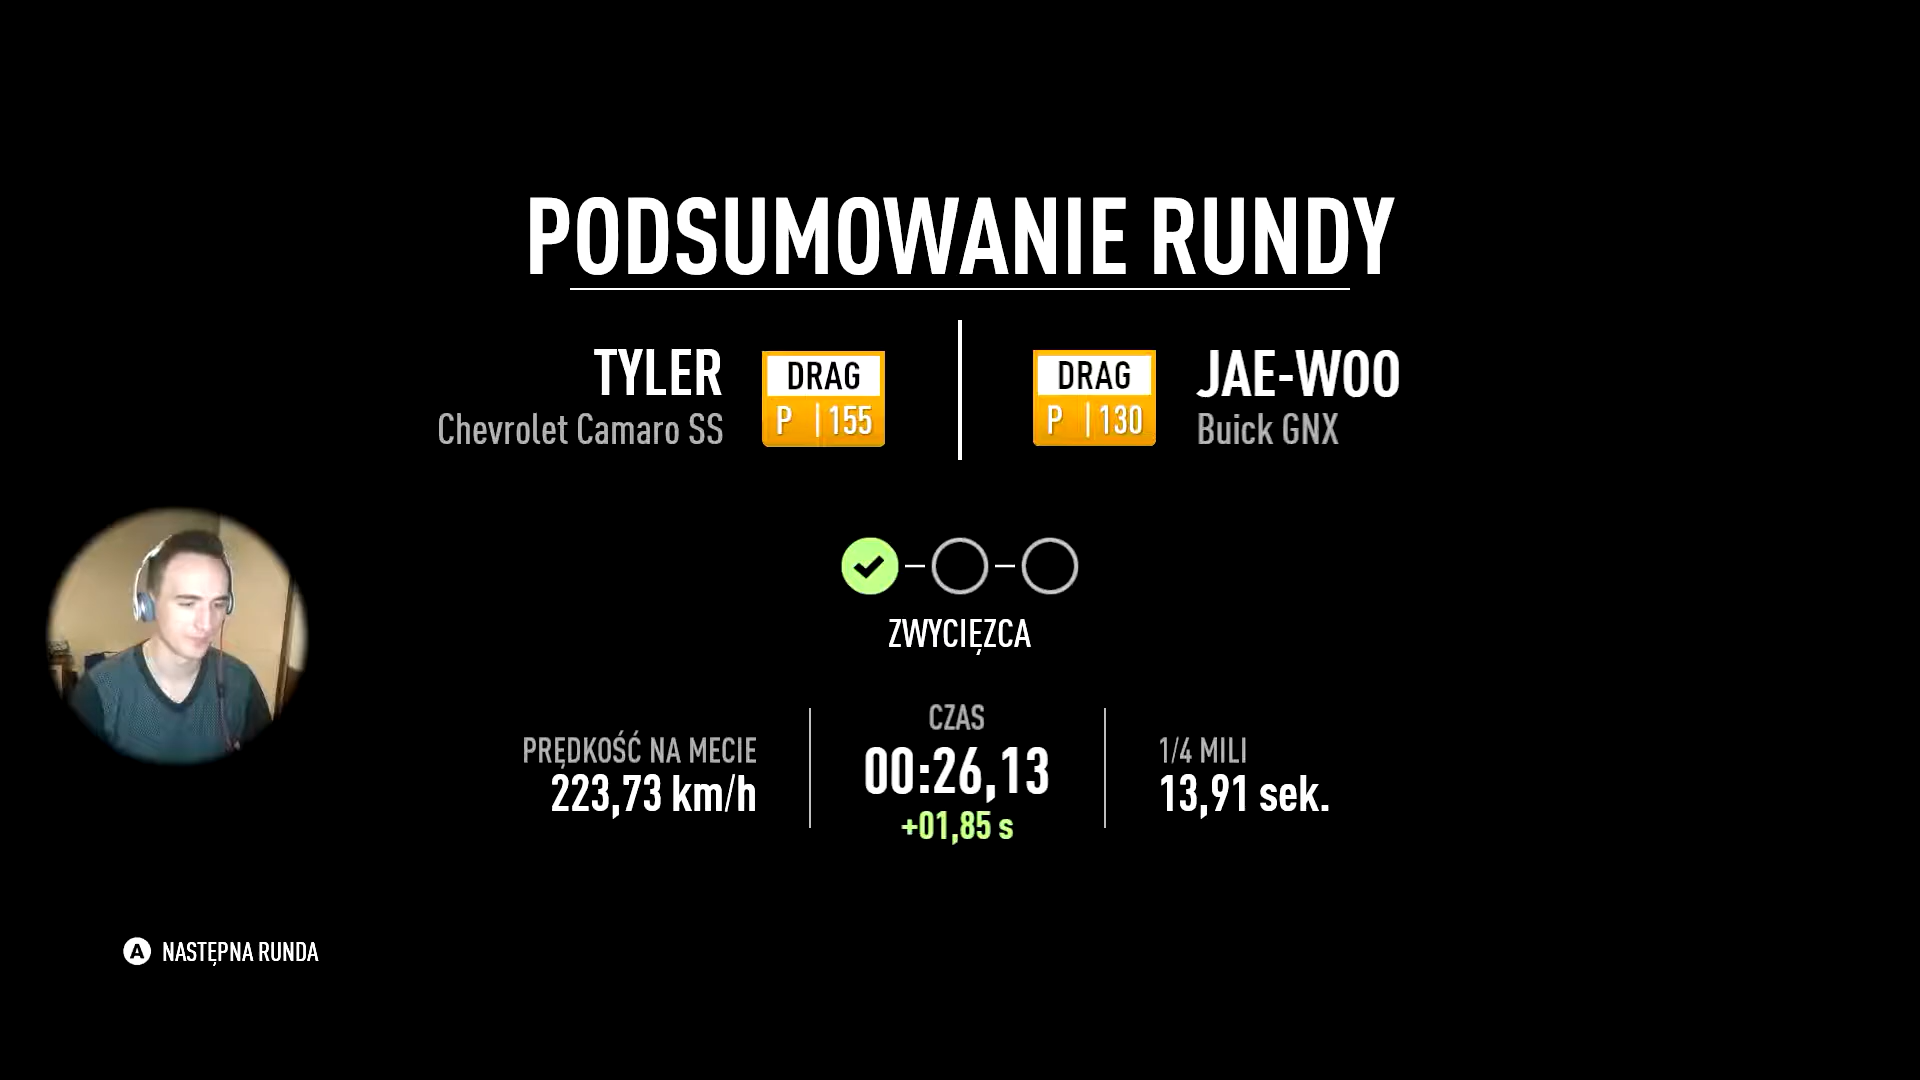 PODSUMOWANIE RUNDY
TYLER
Chevrolet Camaro SS
DRAG
P | 155
DRAG
P | 130
JAE-WOO
Buick GNX
ZWYCIĘZCA
PRĘDKOŚĆ NA MECIE
223,73 km/h
CZAS
00:26,13
+01,85 s
1/4 MILI
13,91 sek.
A NASTĘPNA RUNDA